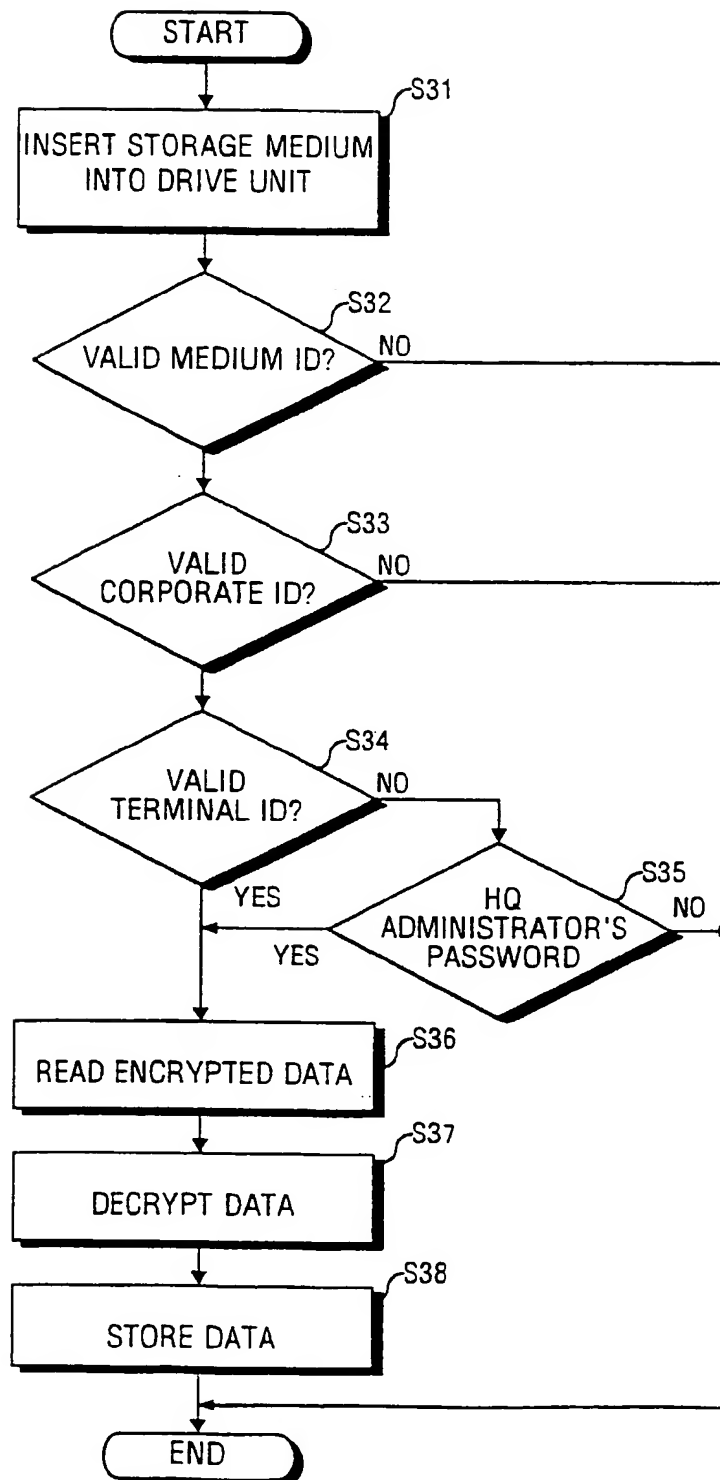 START
S31
INSERT STORAGE MEDIUM
INTO DRIVE UNIT
S32
VALID MEDIUM ID?
NO
S33
VALID
CORPORATE ID?
NO
S34
VALID
TERMINAL ID?
NO
YES
S35
HQ
ADMINISTRATOR'S
PASSWORD
NO
YES
S36
READ ENCRYPTED DATA
S37
DECRYPT DATA
S38
STORE DATA
END